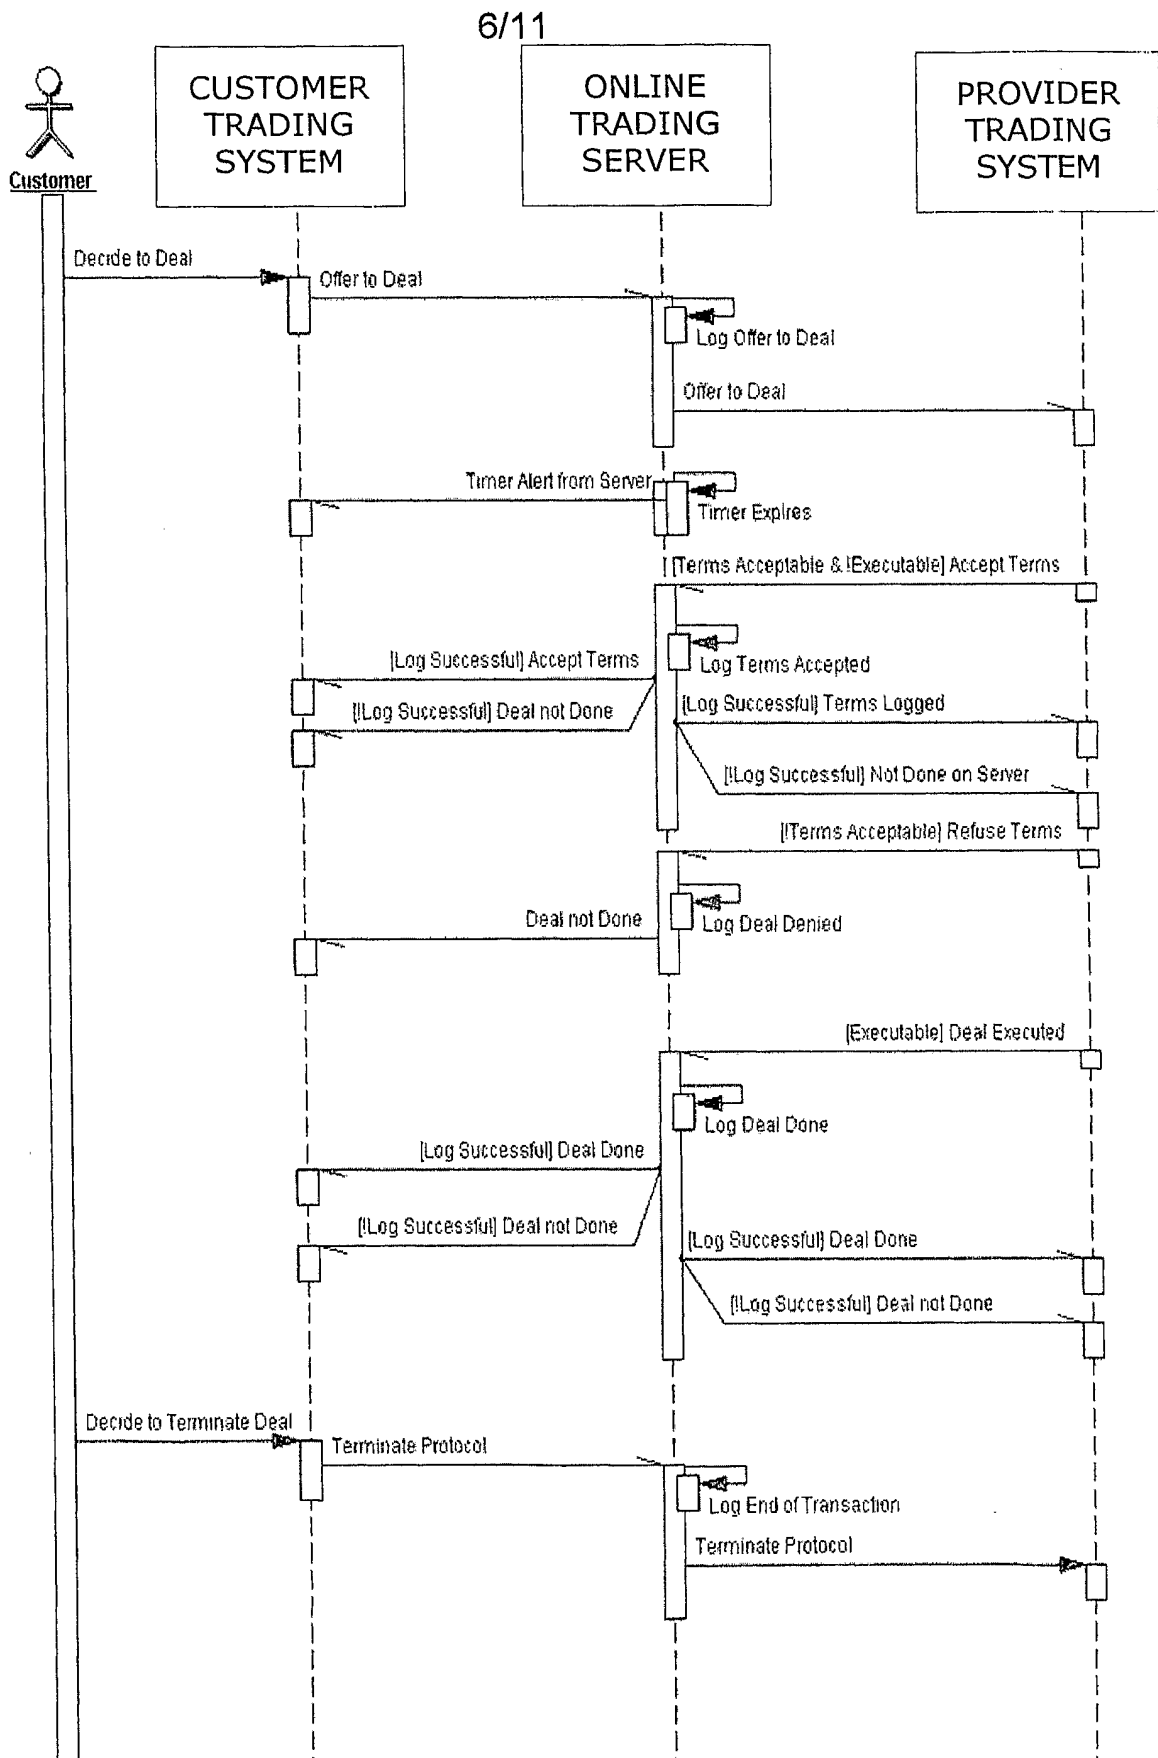 6/11
CUSTOMER
TRADING
SYSTEM
ONLINE
TRADING
SERVER
PROVIDER
TRADING
SYSTEM
Customer
Decide to Deal
Offer to Deal
Log Offer to Deal
Offer to Deal
Timer Alert from Server
Timer Expires
[Terms Acceptable & !Executable] Accept Terms
Log Terms Accepted
[Log Successful] Accept Terms
[Log Successful] Terms Logged
[!Log Successful] Deal not Done
[!Log Successful] Not Done on Server
[!Terms Acceptable] Refuse Terms
Deal not Done
Log Deal Denied
[Executable] Deal Executed
Log Deal Done
[Log Successful] Deal Done
[!Log Successful] Deal not Done
[Log Successful] Deal Done
[!Log Successful] Deal not Done
Decide to Terminate Deal
Terminate Protocol
Log End of Transaction
Terminate Protocol